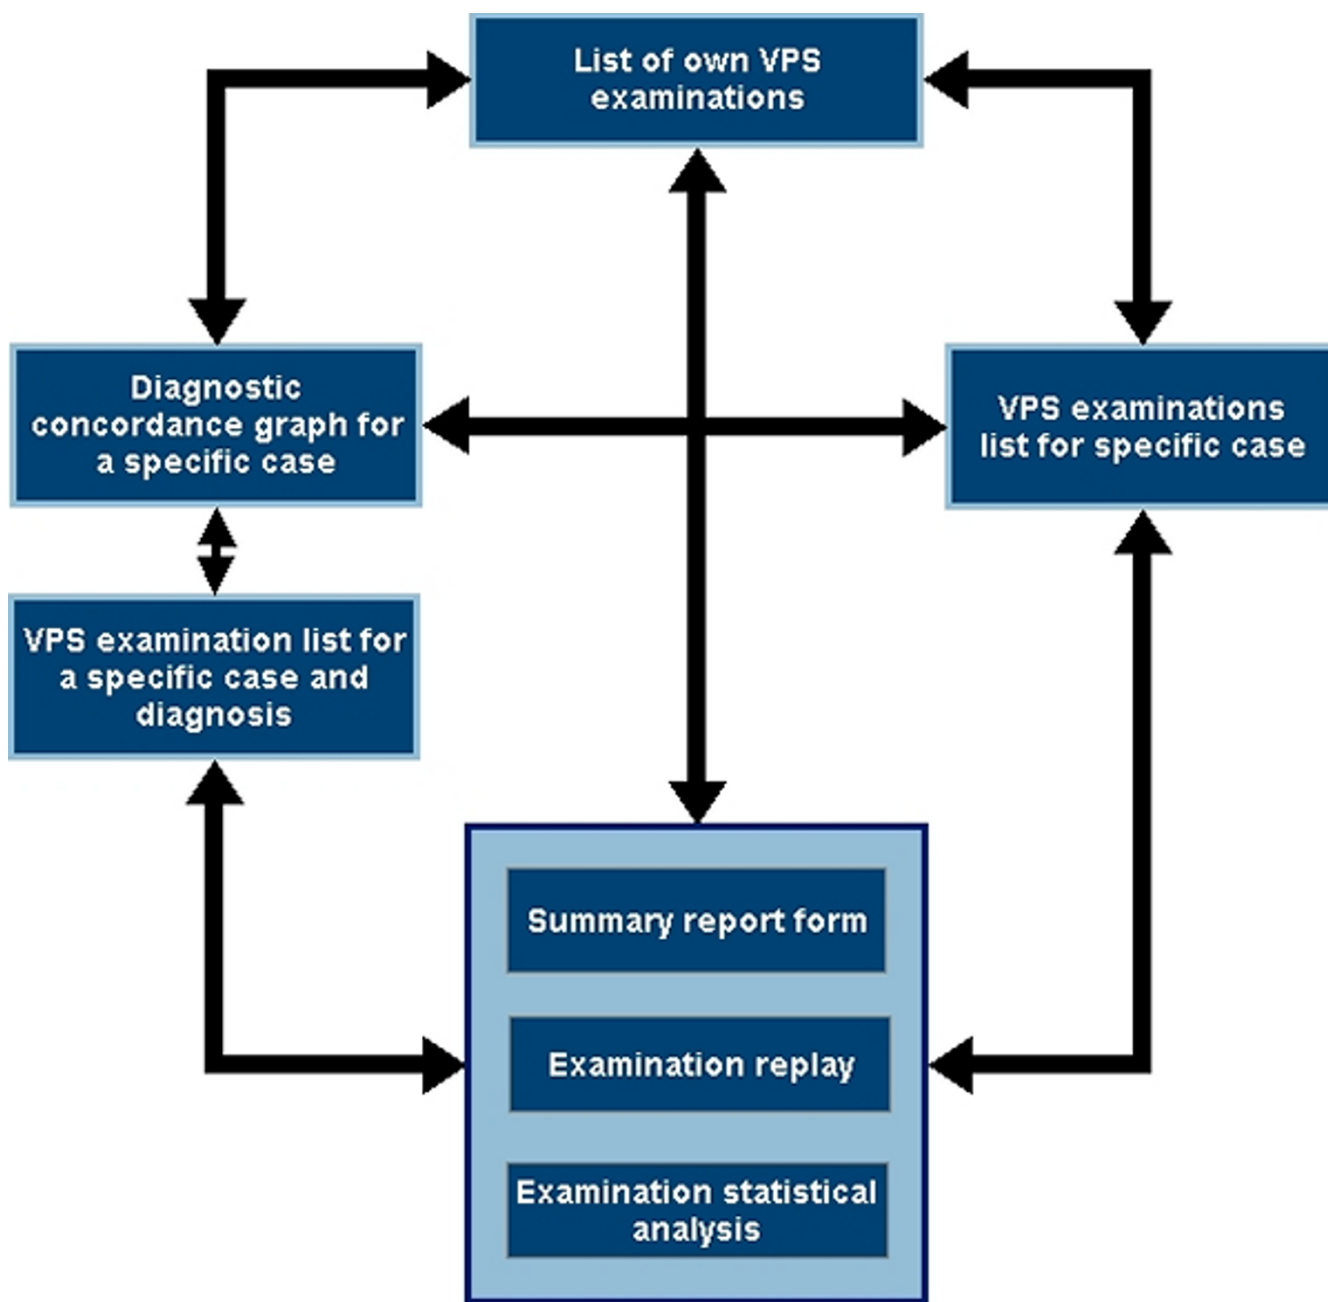 List of own VPS
examinations
Diagnostic
concordance graph for
a specific case
VPS examinations
list for specific case
VPS examination list for
a specific case and
diagnosis
Summary report form
Examination replay
Examination statistical
analysis